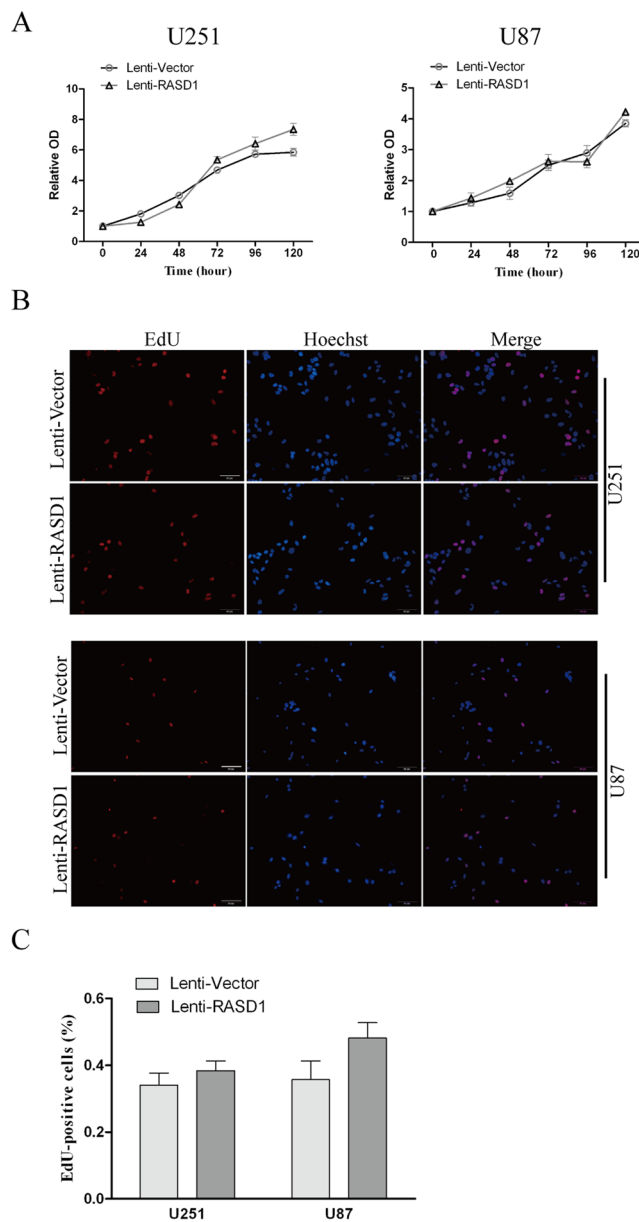 A
U251
U87
Lenti-Vector
Lenti-RASD1
Lenti-Vector
Lenti-RASD1
10
8
6
4
2
0
Relative OD
0 24 48 72 96 120
Time (hour)
5
4
3
2
1
0
Relative OD
0 24 48 72 96 120
Time (hour)
B
EdU Hoechst Merge
Lenti-Vector
Lenti-RASD1
U251
Lenti-Vector
Lenti-RASD1
U87
C
Lenti-Vector
Lenti-RASD1
0.6
0.4
0.2
0.0
EdU-positive cells (%)
U251 U87